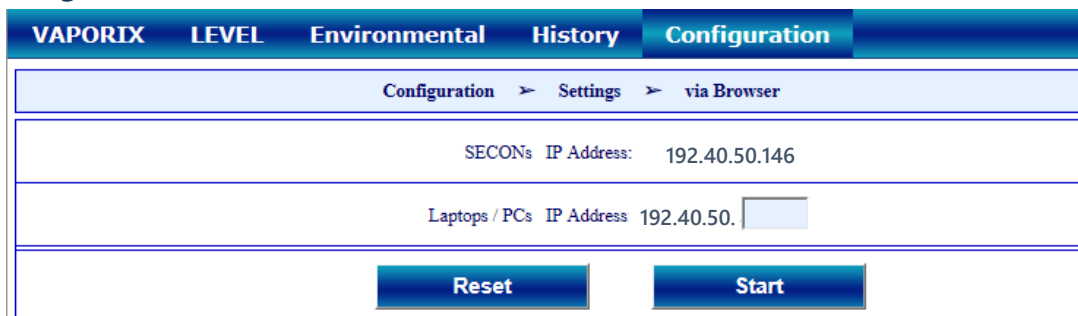 VAPORIX LEVEL Environmental History Configuration
Configuration ➢ Settings ➢ via Browser
SECONs IP Address: 192.40.50.146
Laptops / PCs IP Address 192.40.50.
Reset Start